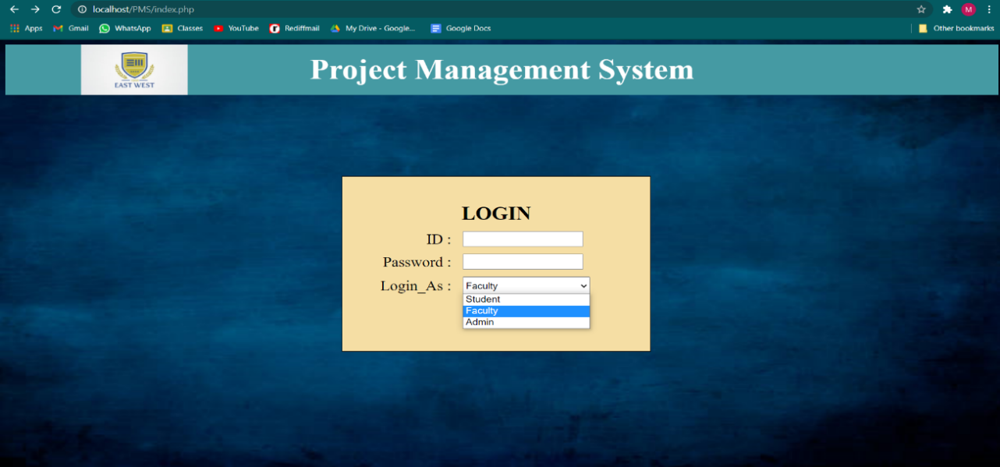 localhost/PMS/index.php
M
Apps Gmail WhatsApp Classes YouTube Rediffmail My Drive - Google... Google Docs Other bookmarks
EAST WEST
Project Management System
LOGIN
ID :
Password :
Login_As : Faculty
Student
Faculty
Admin